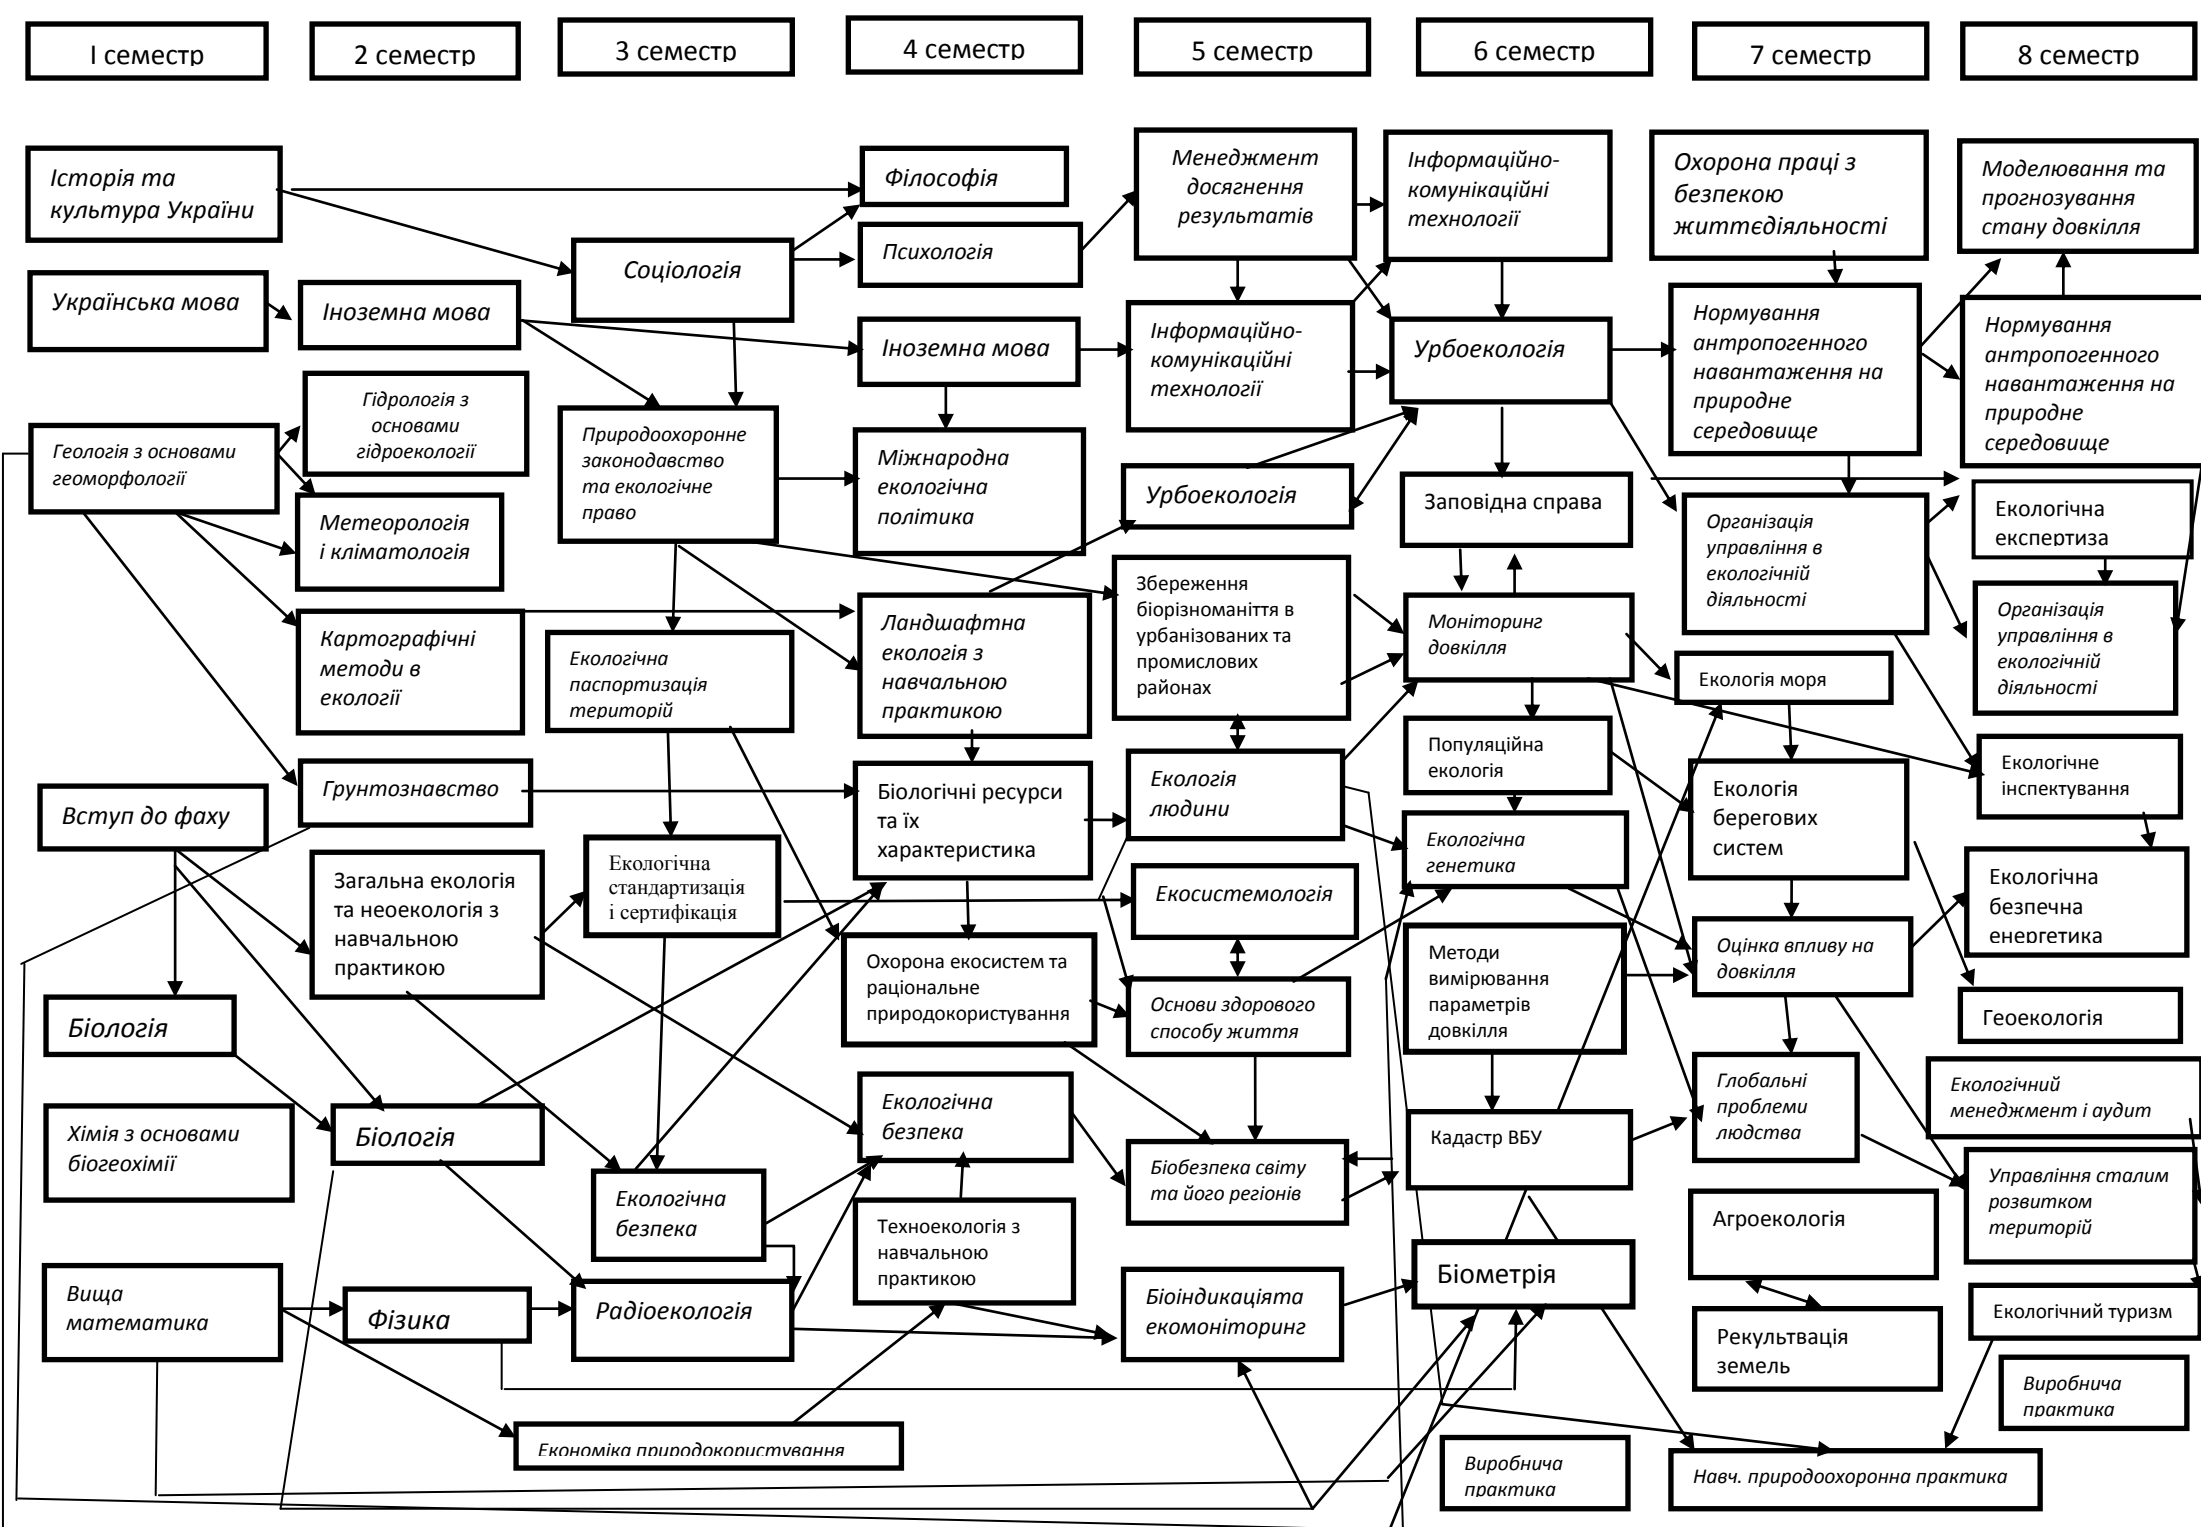 І семестр
2 семестр
3 семестр
4 семестр
5 семестр
6 семестр
7 семестр
8 семестр
Історія та
культура України
Українська мова
Геологія з основами
геоморфології
Вступ до фаху
Біологія
Хімія з основами
біогеохімії
Вища
математика
Іноземна мова
Гідрологія з
основами
гідроекології
Метеорологія
і кліматологія
Картографічні
методи в
екології
Грунтознавство
Загальна екологія
та неоекологія з
навчальною
практикою
Біологія
Фізика
Соціологія
Природоохоронне
законодавство
та екологічне
право
Екологічна
паспортизація
територій
Екологічна
стандартизація
і сертифікація
Екологічна
безпека
Радіоекологія
Економіка природокористування
Філософія
Психологія
Іноземна мова
Міжнародна
екологічна
політика
Ландшафтна
екологія з
навчальною
практикою
Біологічні ресурси
та їх
характеристика
Охорона екосистем та
раціональне
природокористування
Екологічна
безпека
Техноекологія з
навчальною
практикою
Менеджмент
досягнення
результатів
Інформаційно-
комунікаційні
технології
Урбоекологія
Збереження
біорізноманіття в
урбанізованих та
промислових
районах
Екологія
людини
Екосистемологія
Основи здорового
способу життя
Біобезпека світу
та його регіонів
Біоіндикаціята
екомоніторинг
Інформаційно-
комунікаційні
технології
Урбоекологія
Заповідна справа
Моніторинг
довкілля
Популяційна
екологія
Екологічна
генетика
Методи
вимірювання
параметрів
довкілля
Кадастр ВБУ
Біометрія
Виробнича
практика
Охорона праці з
безпекою
життєдіяльності
Нормування
антропогенного
навантаження на
природне
середовище
Організація
управління в
екологічній
діяльності
Екологія моря
Екологія
берегових
систем
Оцінка впливу на
довкілля
Глобальні
проблеми
людства
Агроекологія
Рекультвація
земель
Навч. природоохоронна практика
Моделювання та
прогнозування
стану довкілля
Нормування
антропогенного
навантаження на
природне
середовище
Екологічна
експертиза
Організація
управління в
екологічній
діяльності
Екологічне
інспектування
Екологічна
безпечна
енергетика
Геоекологія
Екологічний
менеджмент і аудит
Управління сталим
розвитком
територій
Екологічний туризм
Виробнича
практика